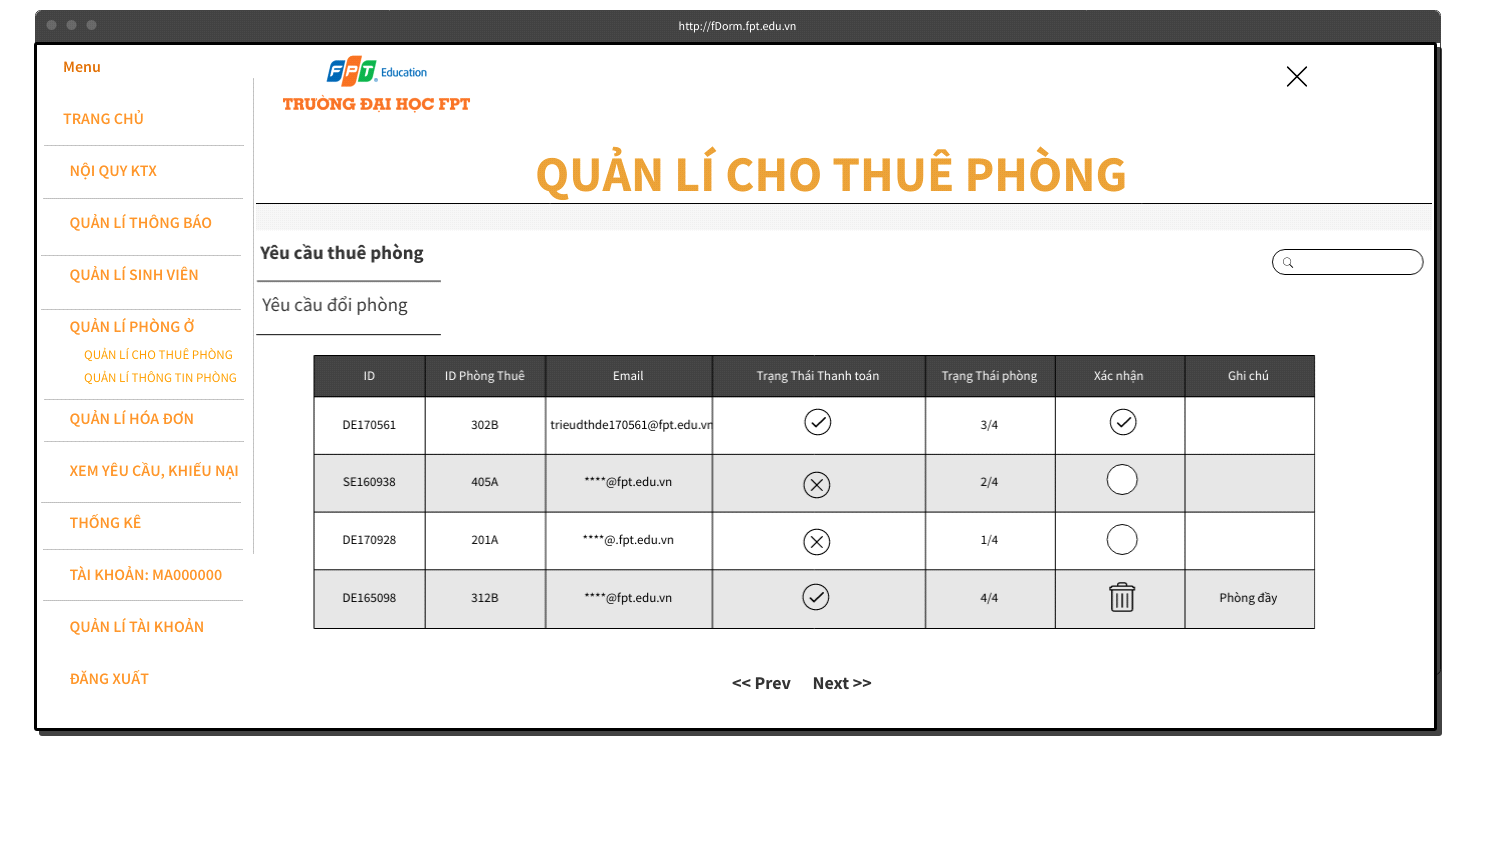 http://fDorm.fpt.edu.vn
Menu
TRANG CHỦ
NỘI QUY KTX
QUẢN LÍ THÔNG BÁO
QUẢN LÍ SINH VIÊN
QUẢN LÍ PHÒNG Ở
QUẢN LÍ CHO THUÊ PHÒNG
QUẢN LÍ THÔNG TIN PHÒNG
QUẢN LÍ HÓA ĐƠN
XEM YÊU CẦU, KHIẾU NẠI
THỐNG KÊ
TÀI KHOẢN: MA000000
QUẢN LÍ TÀI KHOẢN
ĐĂNG XUẤT
FPT Education
TRƯỜNG ĐẠI HỌC FPT
QUẢN LÍ CHO THUÊ PHÒNG
Yêu cầu thuê phòng
Yêu cầu đổi phòng
ID ID Phòng Thuê Email Trạng Thái Thanh toán Trạng Thái phòng Xác nhận Ghi chú
DE170561 302B trieudthde170561@fpt.edu.vn 3/4
SE160938 405A ****@fpt.edu.vn 2/4
DE170928 201A ****@.fpt.edu.vn 1/4
DE165098 312B ****@fpt.edu.vn 4/4 Phòng đầy
<< Prev Next >>